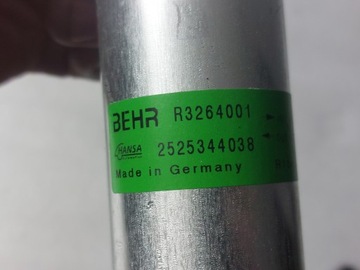 BEHR R3264001
HANSA 2525344038
Made in Germany